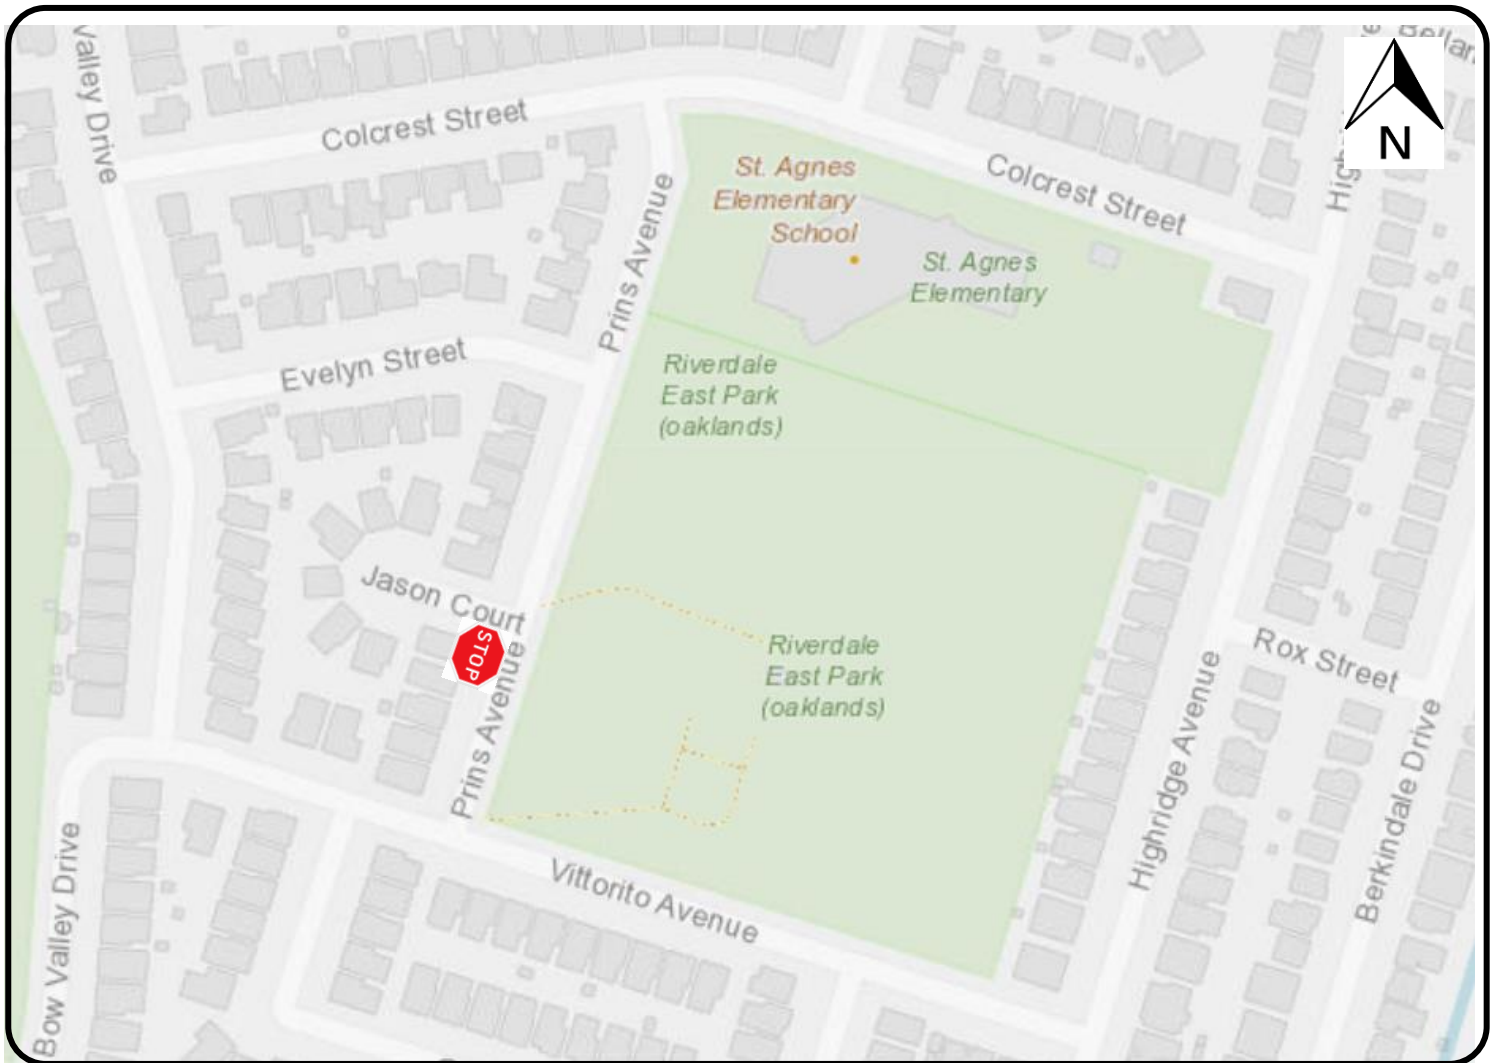 Valley Drive
Bellam
Colcrest Street
N
St. Agnes
Elementary
School
Colcrest Street
High
Prins Avenue
St. Agnes
Elementary
Evelyn Street
Riverdale
East Park
(oaklands)
Jason Court
STOP
Riverdale
East Park
(oaklands)
Rox Street
Prins Avenue
Highridge Avenue
Berkindale Drive
Vittorito Avenue
Bow Valley Drive